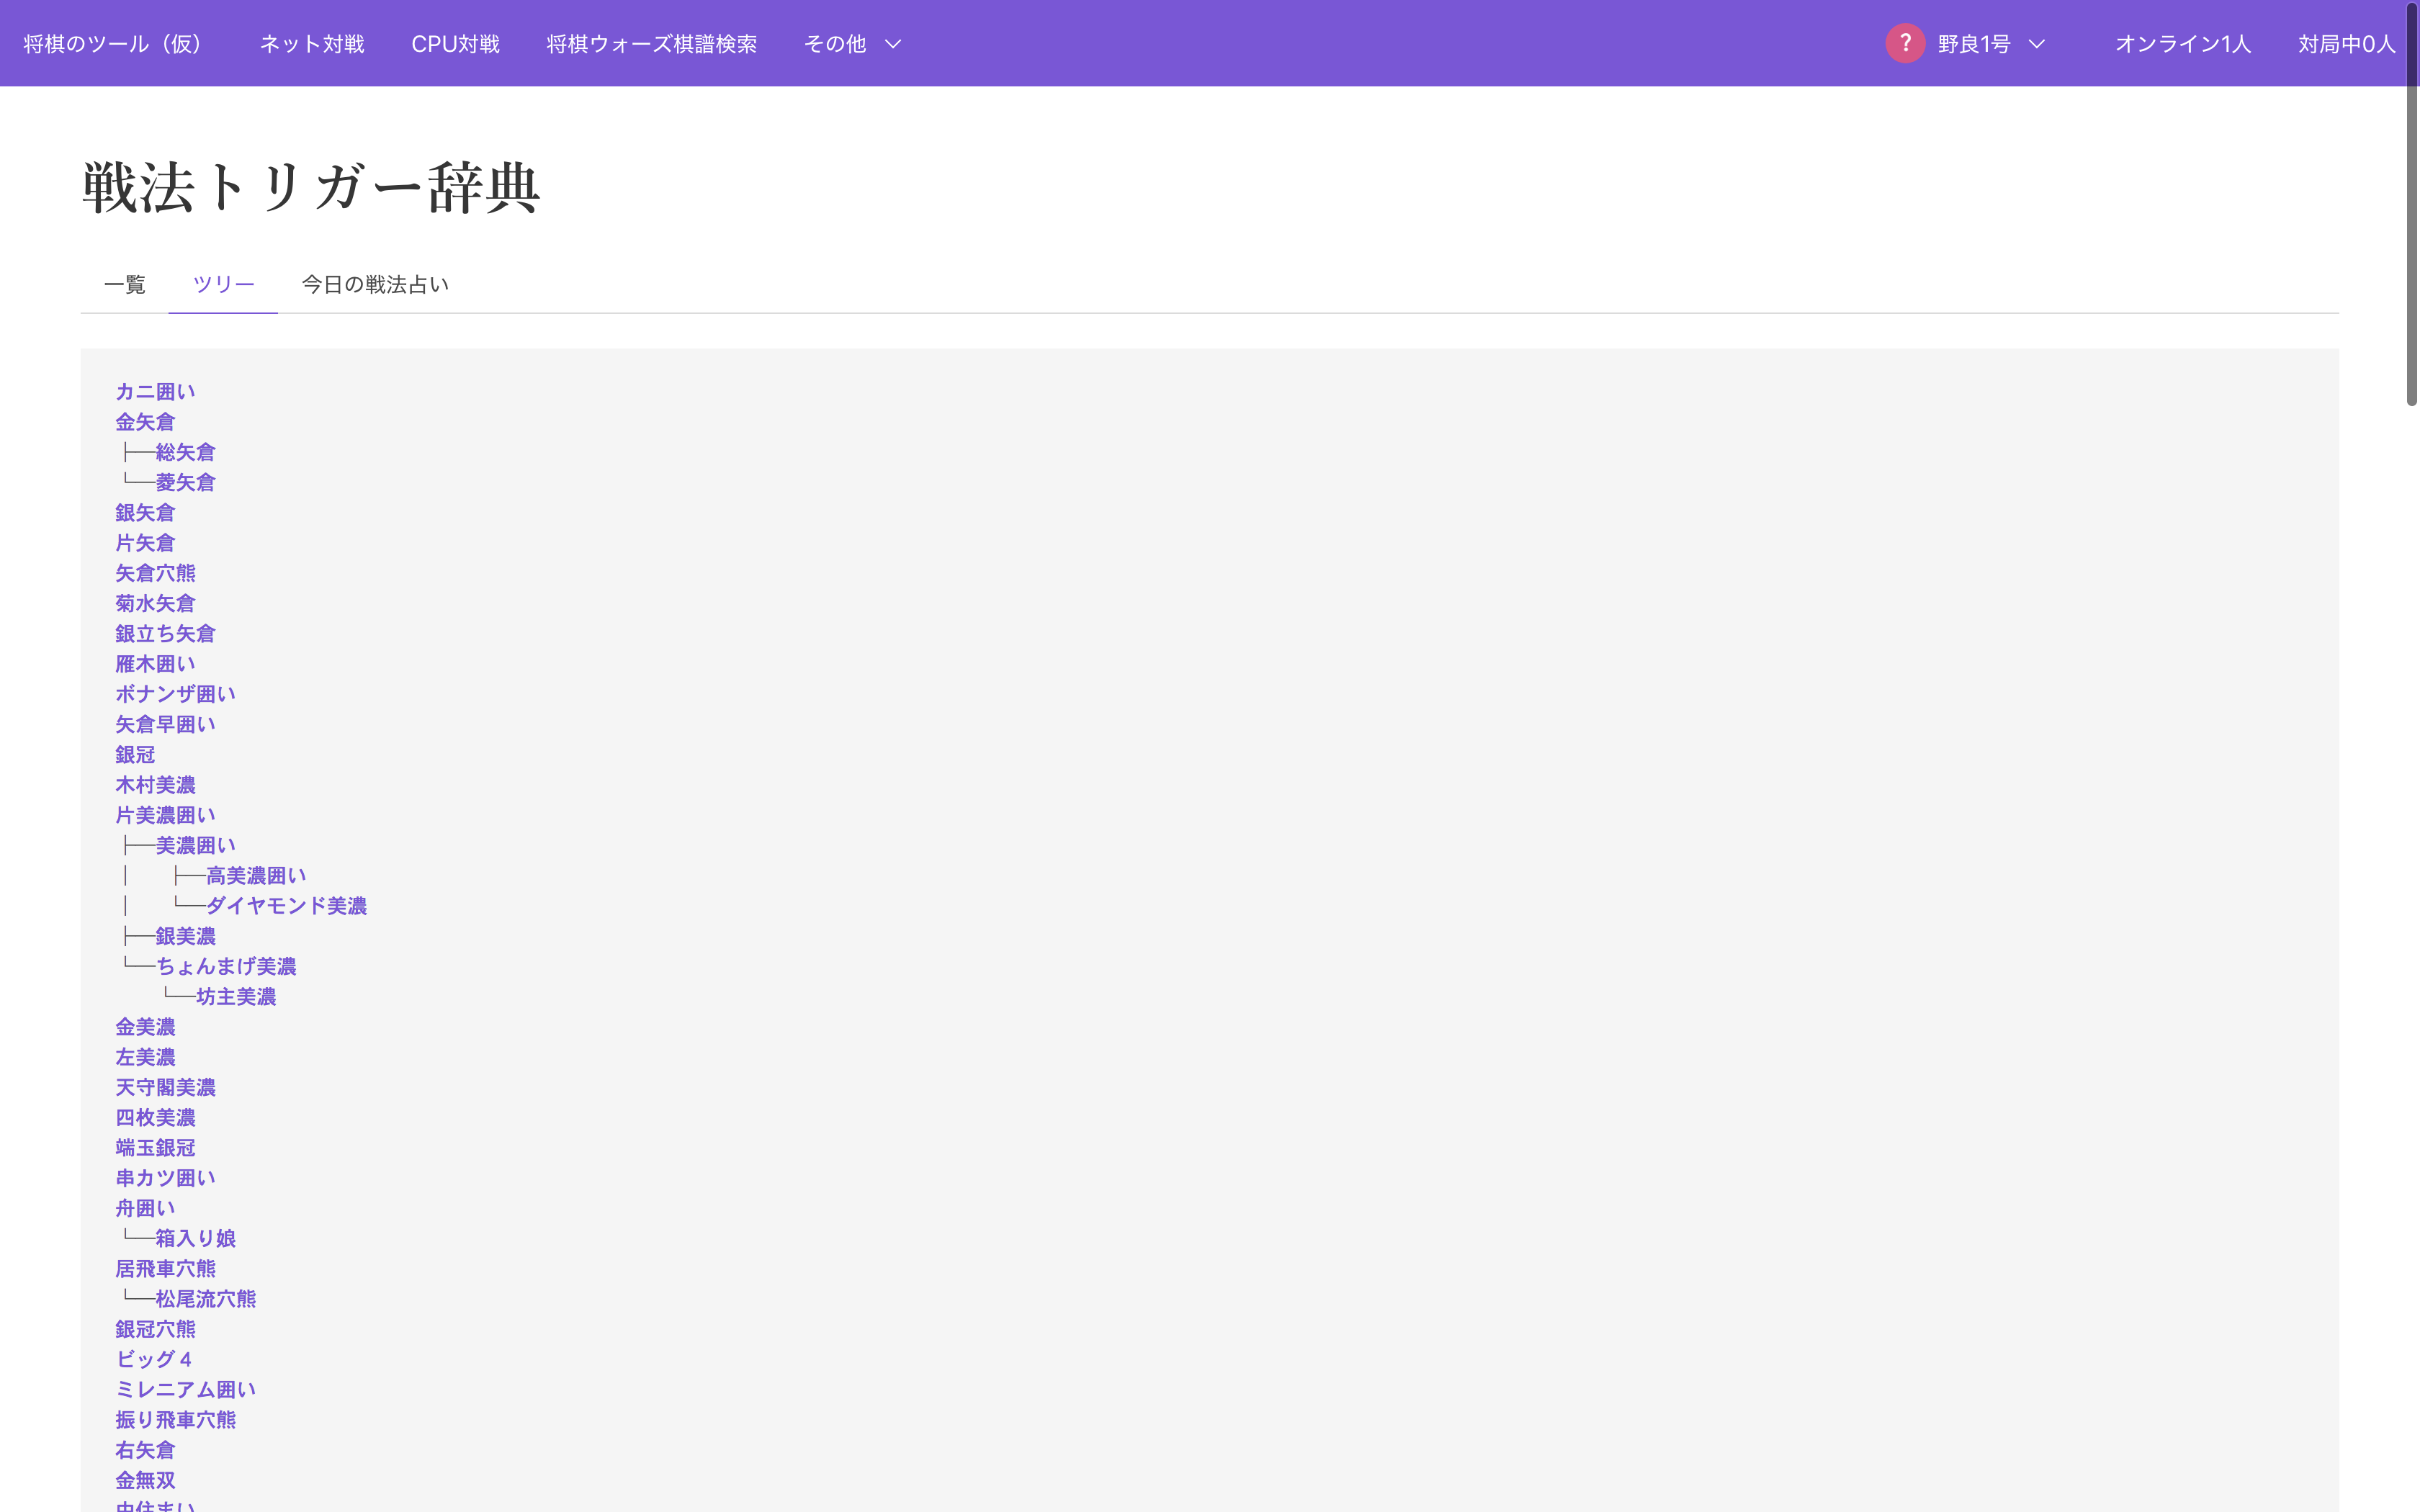 将棋のツール（仮） ネット対戦 CPU対戦 将棋ウォーズ棋譜検索 その他 ? 野良1号 オンライン1人 対局中0人
戦法トリガー辞典
一覧 ツリー 今日の戦法占い
カニ囲い
金矢倉
├─総矢倉
└─菱矢倉
銀矢倉
片矢倉
矢倉穴熊
菊水矢倉
銀立ち矢倉
雁木囲い
ボナンザ囲い
矢倉早囲い
銀冠
木村美濃
片美濃囲い
├─美濃囲い
│　├─高美濃囲い
│　└─ダイヤモンド美濃
├─銀美濃
└─ちょんまげ美濃
　　└─坊主美濃
金美濃
左美濃
天守閣美濃
四枚美濃
端玉銀冠
串カツ囲い
舟囲い
└─箱入り娘
居飛車穴熊
└─松尾流穴熊
銀冠穴熊
ビッグ４
ミレニアム囲い
振り飛車穴熊
右矢倉
金無双
中住まい